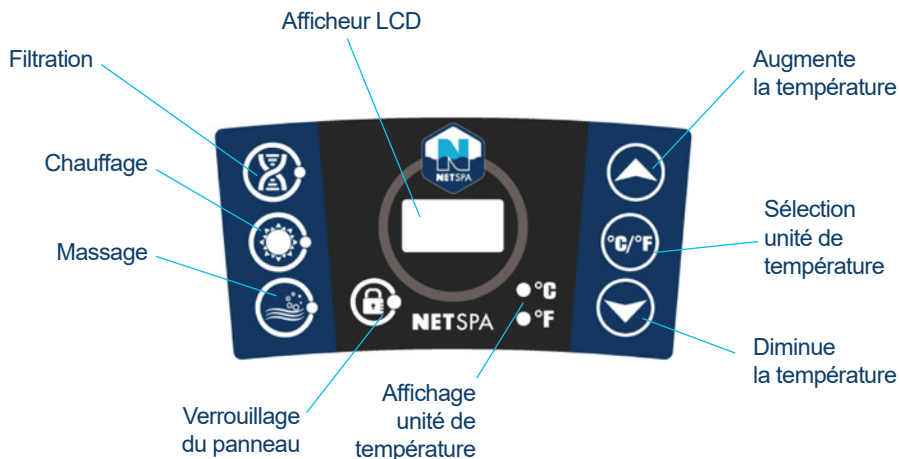 Afficheur LCD
Filtration
Augmente
la température
Chauffage
NETSPA
Sélection
unité de
température
°C/°F
Massage
°C
NETSPA
°F
Diminue
la température
Verrouillage
du panneau
Affichage
unité de
température